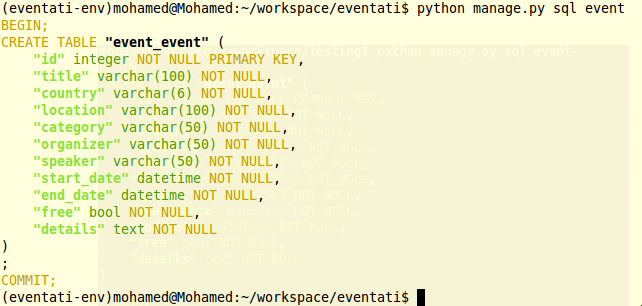 (eventati-env)mohamed@Mohamed:~/workspace/eventati$ python manage.py sql event
BEGIN;
CREATE TABLE "event_event" (
    "id" integer NOT NULL PRIMARY KEY,
    "title" varchar(100) NOT NULL,
    "country" varchar(6) NOT NULL,
    "location" varchar(100) NOT NULL,
    "category" varchar(50) NOT NULL,
    "organizer" varchar(50) NOT NULL,
    "speaker" varchar(50) NOT NULL,
    "start_date" datetime NOT NULL,
    "end_date" datetime NOT NULL,
    "free" bool NOT NULL,
    "details" text NOT NULL
)
;
COMMIT;
(eventati-env)mohamed@Mohamed:~/workspace/eventati$